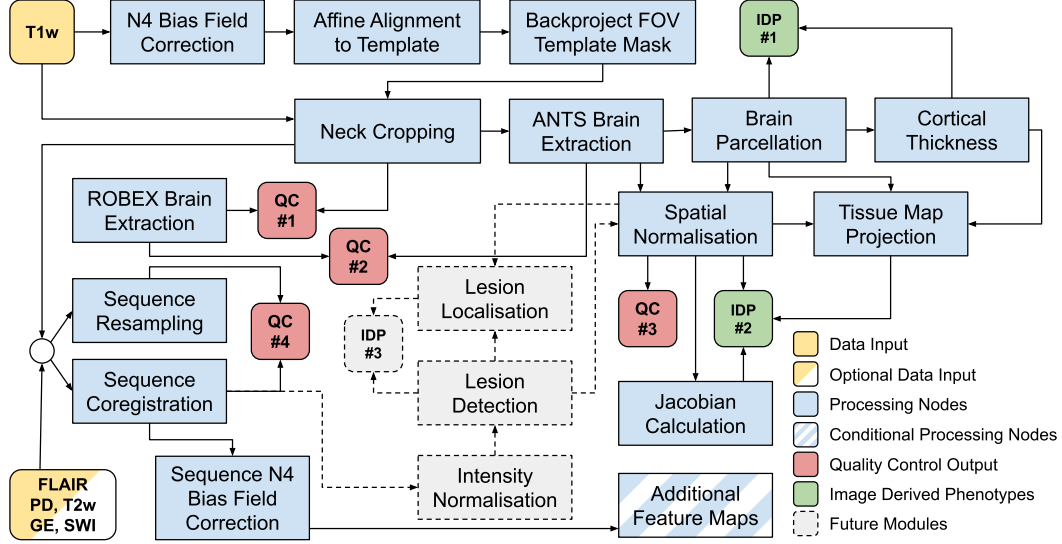 T1w
N4 Bias Field
Correction
Affine Alignment
to Template
Backproject FOV
Template Mask
IDP
#1
Neck Cropping
ANTS Brain
Extraction
Brain
Parcellation
Cortical
Thickness
ROBEX Brain
Extraction
QC
#1
QC
#2
Spatial
Normalisation
Tissue Map
Projection
Sequence
Resampling
QC
#4
Lesion
Localisation
IDP
#3
QC
#3
IDP
#2
Sequence
Coregistration
Lesion
Detection
Jacobian
Calculation
FLAIR
PD, T2w
GE, SWI
Sequence N4
Bias Field
Correction
Intensity
Normalisation
Additional
Feature Maps
Data Input
Optional Data Input
Processing Nodes
Conditional Processing Nodes
Quality Control Output
Image Derived Phenotypes
Future Modules